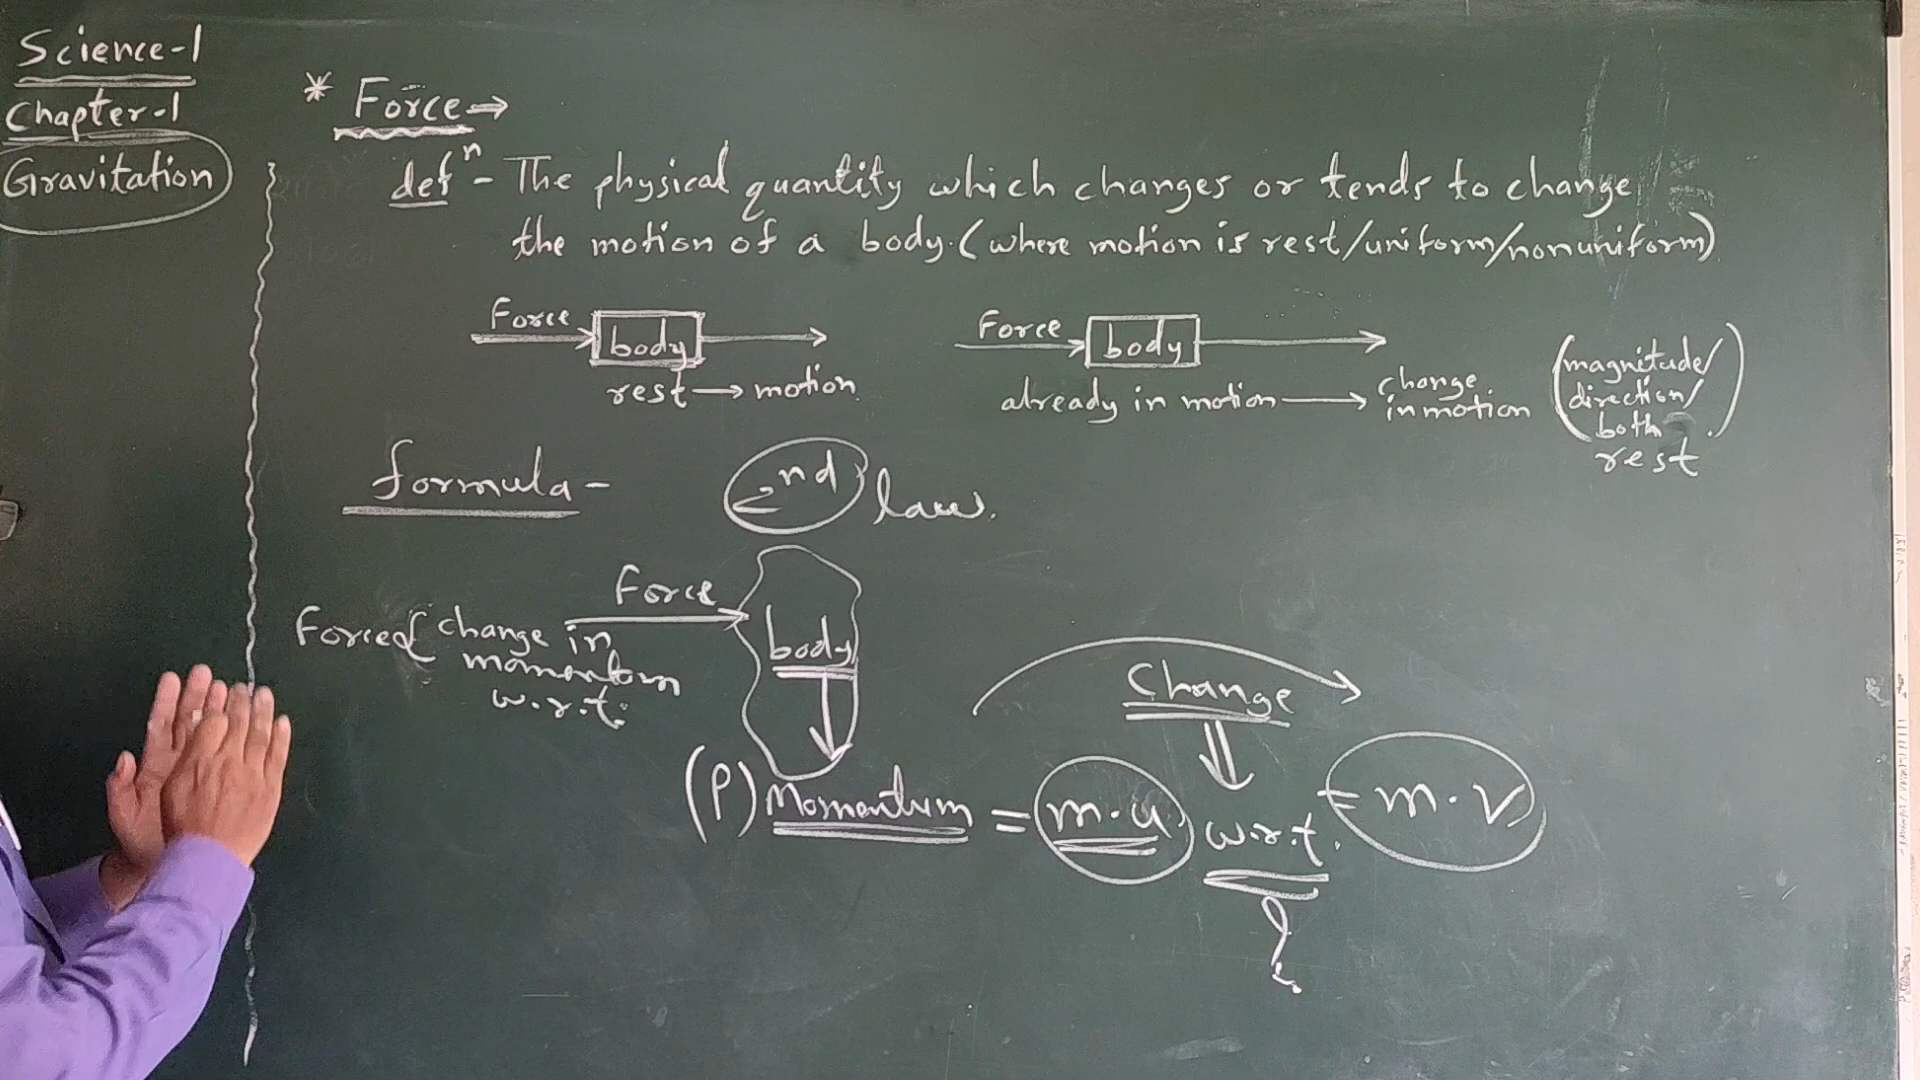 Science-1
Chapter-1
Gravitation
* Force→
defⁿ - The physical quantity which changes or tends to change
the motion of a body. (where motion is rest/uniform/nonuniform)
Force body
rest → motion
Force body
already in motion → change in motion
(magnitude/
direction/
both.)
rest
formula-
2nd law.
Force
body
Force α change in
momentum
w.r.t.
Change
(P) Momentum = m.u w.r.t. = m.v